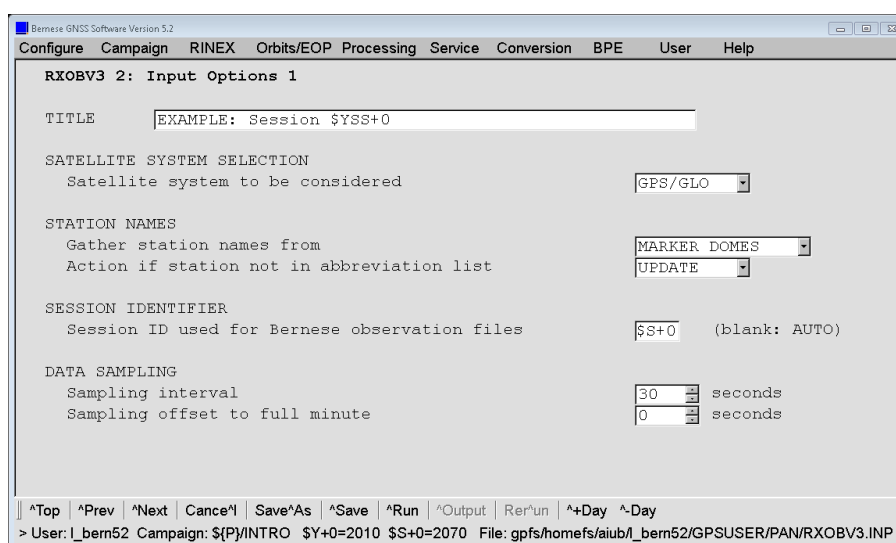 Bernese GNSS Software Version 5.2
Configure Campaign RINEX Orbits/EOP Processing Service Conversion BPE User Help
RXOBV3 2: Input Options 1
TITLE EXAMPLE: Session $YSS+0
SATELLITE SYSTEM SELECTION
Satellite system to be considered GPS/GLO
STATION NAMES
Gather station names from MARKER DOMES
Action if station not in abbreviation list UPDATE
SESSION IDENTIFIER
Session ID used for Bernese observation files $S+0 (blank: AUTO)
DATA SAMPLING
Sampling interval 30 seconds
Sampling offset to full minute 0 seconds
^Top ^Prev ^Next Cance^l Save^As ^Save ^Run ^Output Rer^un ^+Day ^-Day
> User: l_bern52 Campaign: ${P}/INTRO $Y+0=2010 $S+0=2070 File: gpfs/homefs/aiub/l_bern52/GPSUSER/PAN/RXOBV3.INP